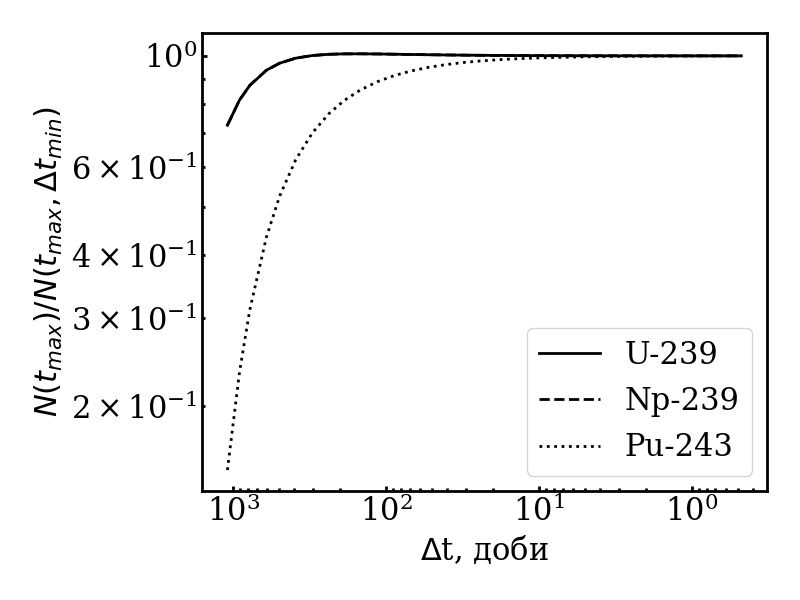 N(t_max)/N(t_max, Δt_min)
10⁰
6 × 10⁻¹
4 × 10⁻¹
3 × 10⁻¹
2 × 10⁻¹
U-239
Np-239
Pu-243
10³ 10² 10¹ 10⁰
Δt, доби